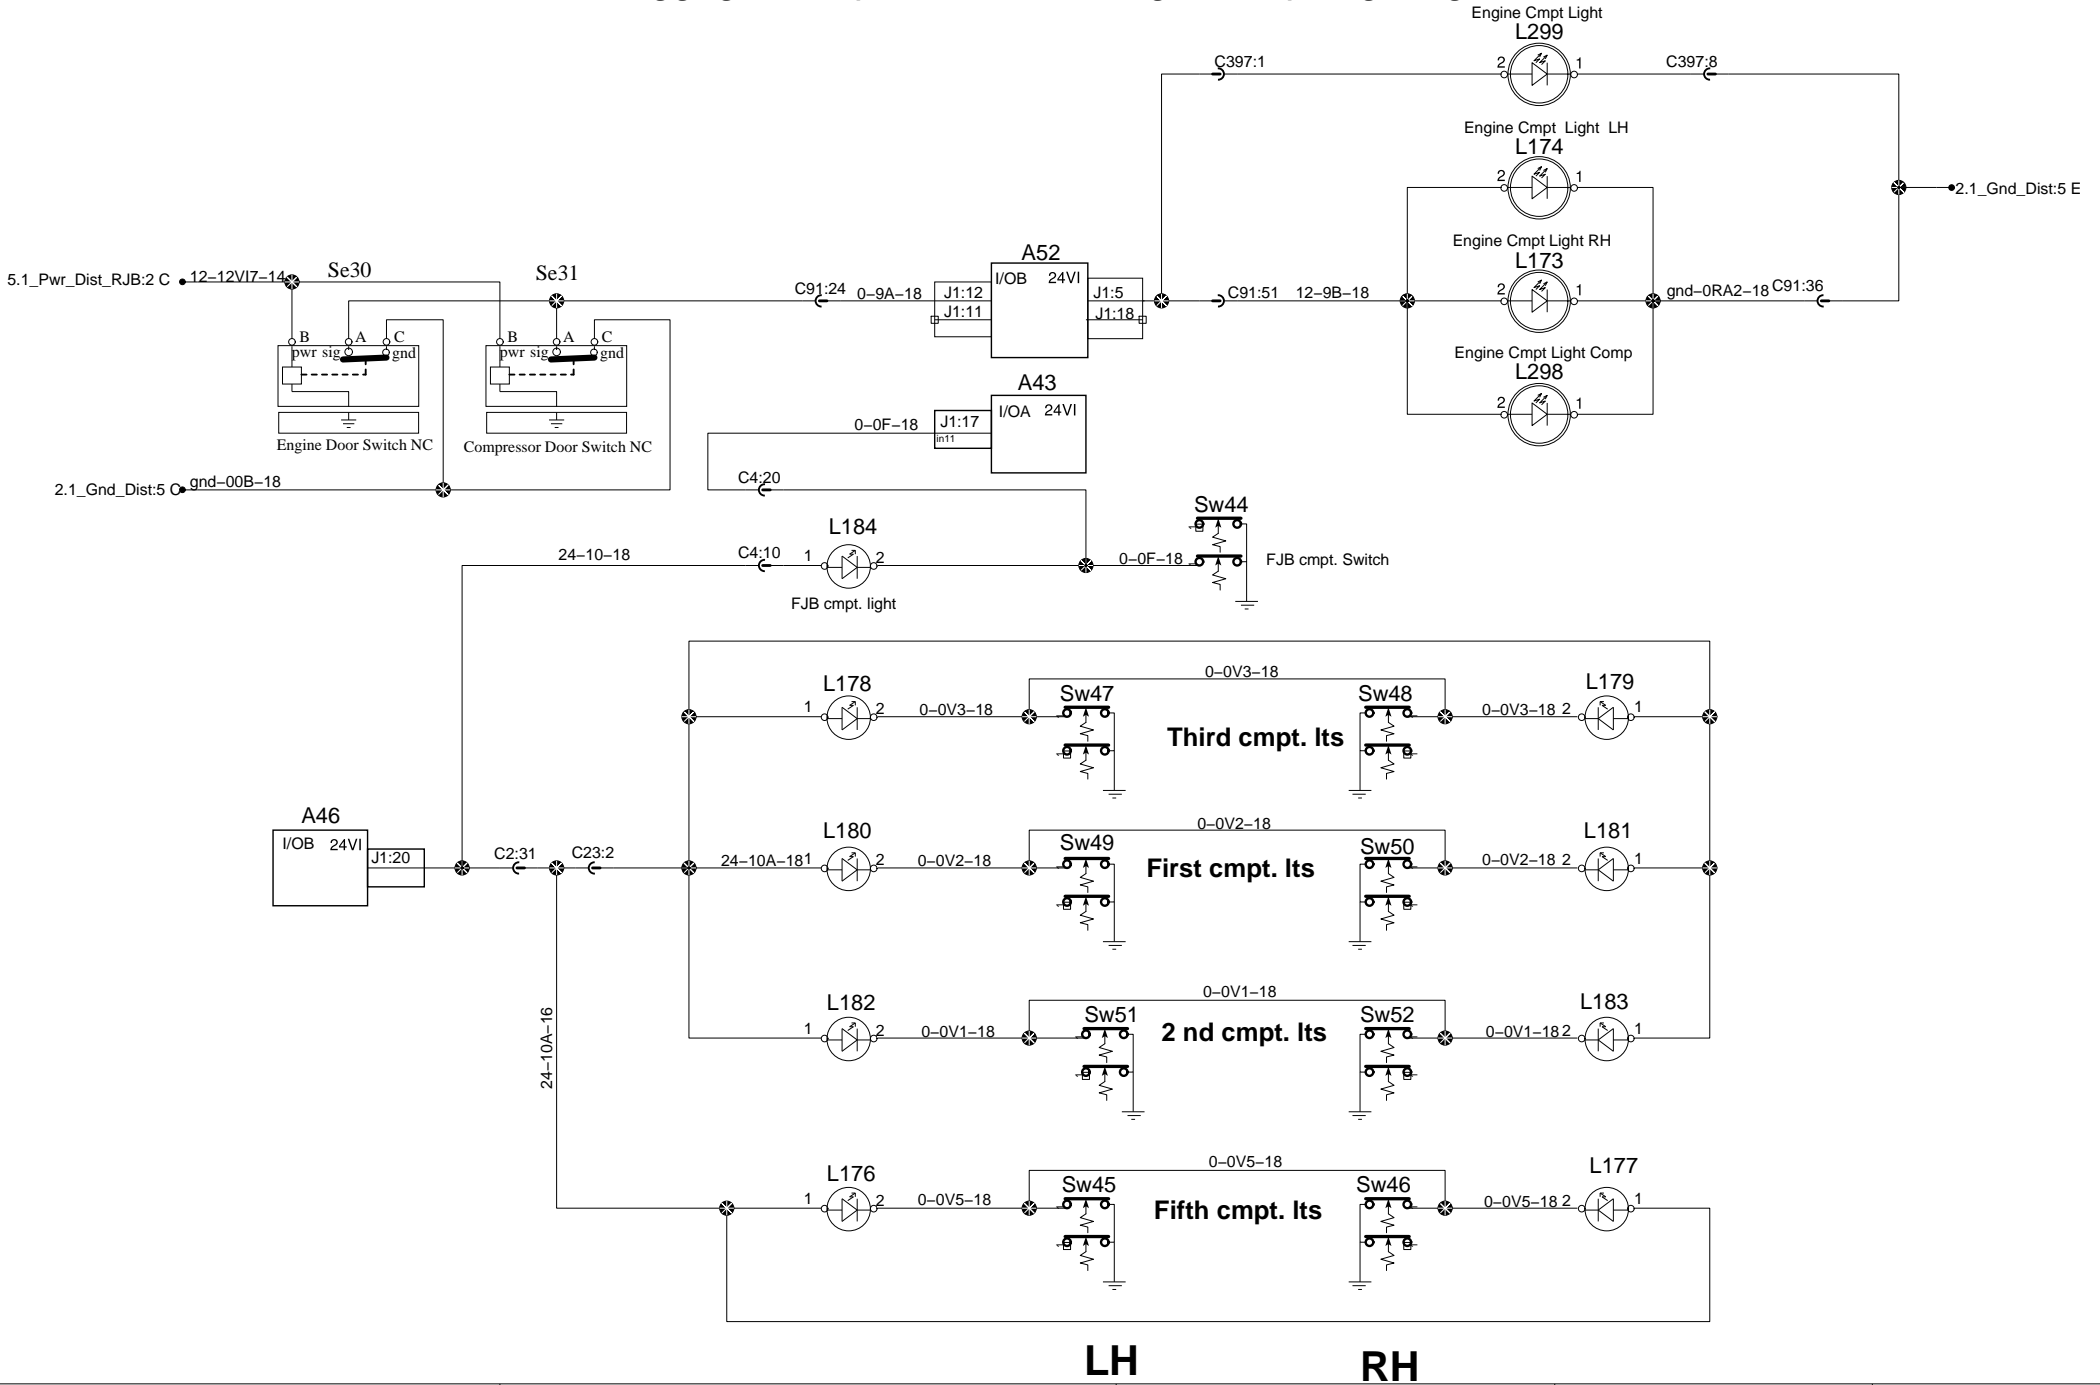 Engine Cmpt Light
L299
C397:1
2
1
C397:8
Engine Cmpt Light LH
L174
2
1
2.1_Gnd_Dist:5 E
Engine Cmpt Light RH
L173
2
1
gnd–0RA2–18
C91:36
Engine Cmpt Light Comp
L298
2
1
5.1_Pwr_Dist_RJB:2 C
12–12VI7–14
Se30
Se31
C91:24
0–9A–18
A52
I/OB
24VI
J1:12
J1:11
J1:5
J1:18
C91:51
12–9B–18
B
A
C
pwr
sig
gnd
Engine Door Switch NC
B
A
C
pwr
sig
gnd
Compressor Door Switch NC
A43
I/OA
24VI
0–0F–18
J1:17
in11
2.1_Gnd_Dist:5 C
gnd–00B–18
C4:20
Sw44
L184
24–10–18
C4:10
1
2
0–0F–18
FJB cmpt. Switch
FJB cmpt. light
0–0V3–18
L178
1
2
0–0V3–18
Sw47
Sw48
0–0V3–18
2
L179
1
Third cmpt. lts
A46
I/OB
24VI
J1:20
C2:31
C23:2
0–0V2–18
L180
24–10A–18
1
2
0–0V2–18
Sw49
First cmpt. lts
Sw50
0–0V2–18
2
L181
1
0–0V1–18
L182
1
2
0–0V1–18
Sw51
2 nd cmpt. lts
Sw52
0–0V1–18
2
L183
1
24–10A–16
0–0V5–18
L176
1
2
0–0V5–18
Sw45
Fifth cmpt. lts
Sw46
0–0V5–18
2
L177
1
LH
RH